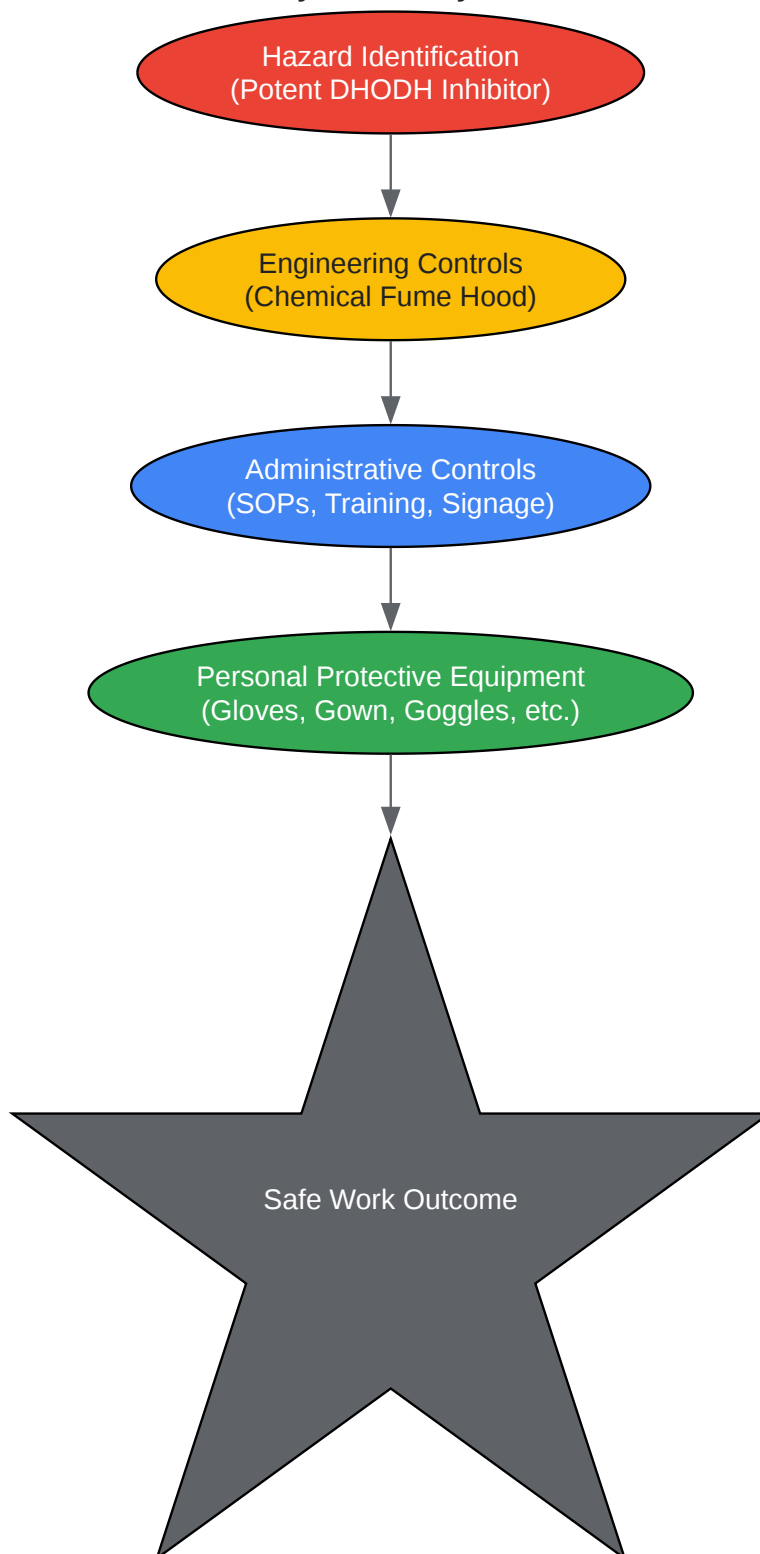 Hazard Identification
(Potent DHODH Inhibitor)
Engineering Controls
(Chemical Fume Hood)
Administrative Controls
(SOPs, Training, Signage)
Personal Protective Equipment
(Gloves, Gown, Goggles, etc.)
Safe Work Outcome